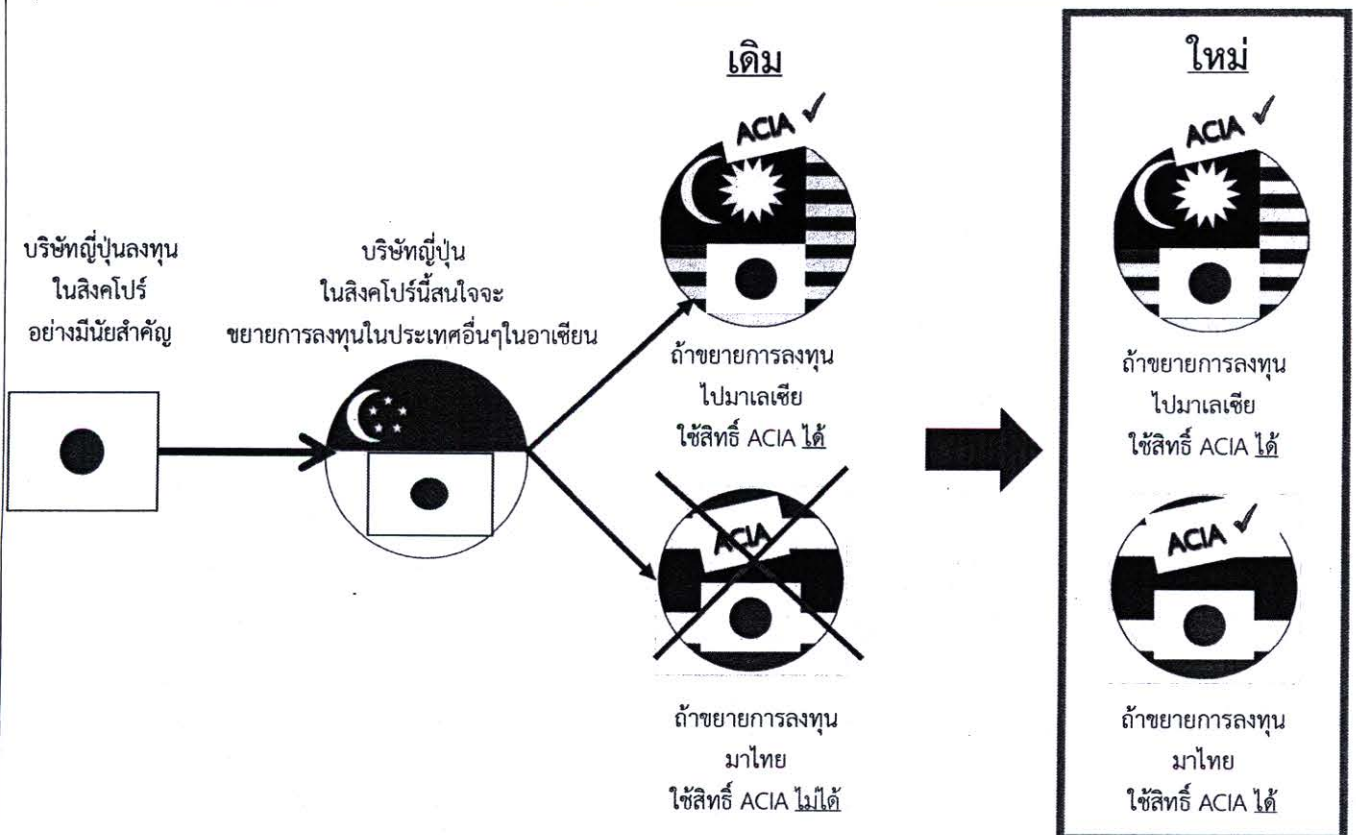 เดิม
ใหม่
ACIA ✓
ACIA ✓
บริษัทญี่ปุ่นลงทุน
ในสิงคโปร์
อย่างมีนัยสำคัญ
บริษัทญี่ปุ่น
ในสิงคโปร์นี้สนใจจะ
ขยายการลงทุนในประเทศอื่นๆในอาเซียน
ถ้าขยายการลงทุน
ไปมาเลเซีย
ใช้สิทธิ์ ACIA ได้
ACIA
ถ้าขยายการลงทุน
มาไทย
ใช้สิทธิ์ ACIA ไม่ได้
ถ้าขยายการลงทุน
ไปมาเลเซีย
ใช้สิทธิ์ ACIA ได้
ACIA ✓
ถ้าขยายการลงทุน
มาไทย
ใช้สิทธิ์ ACIA ได้